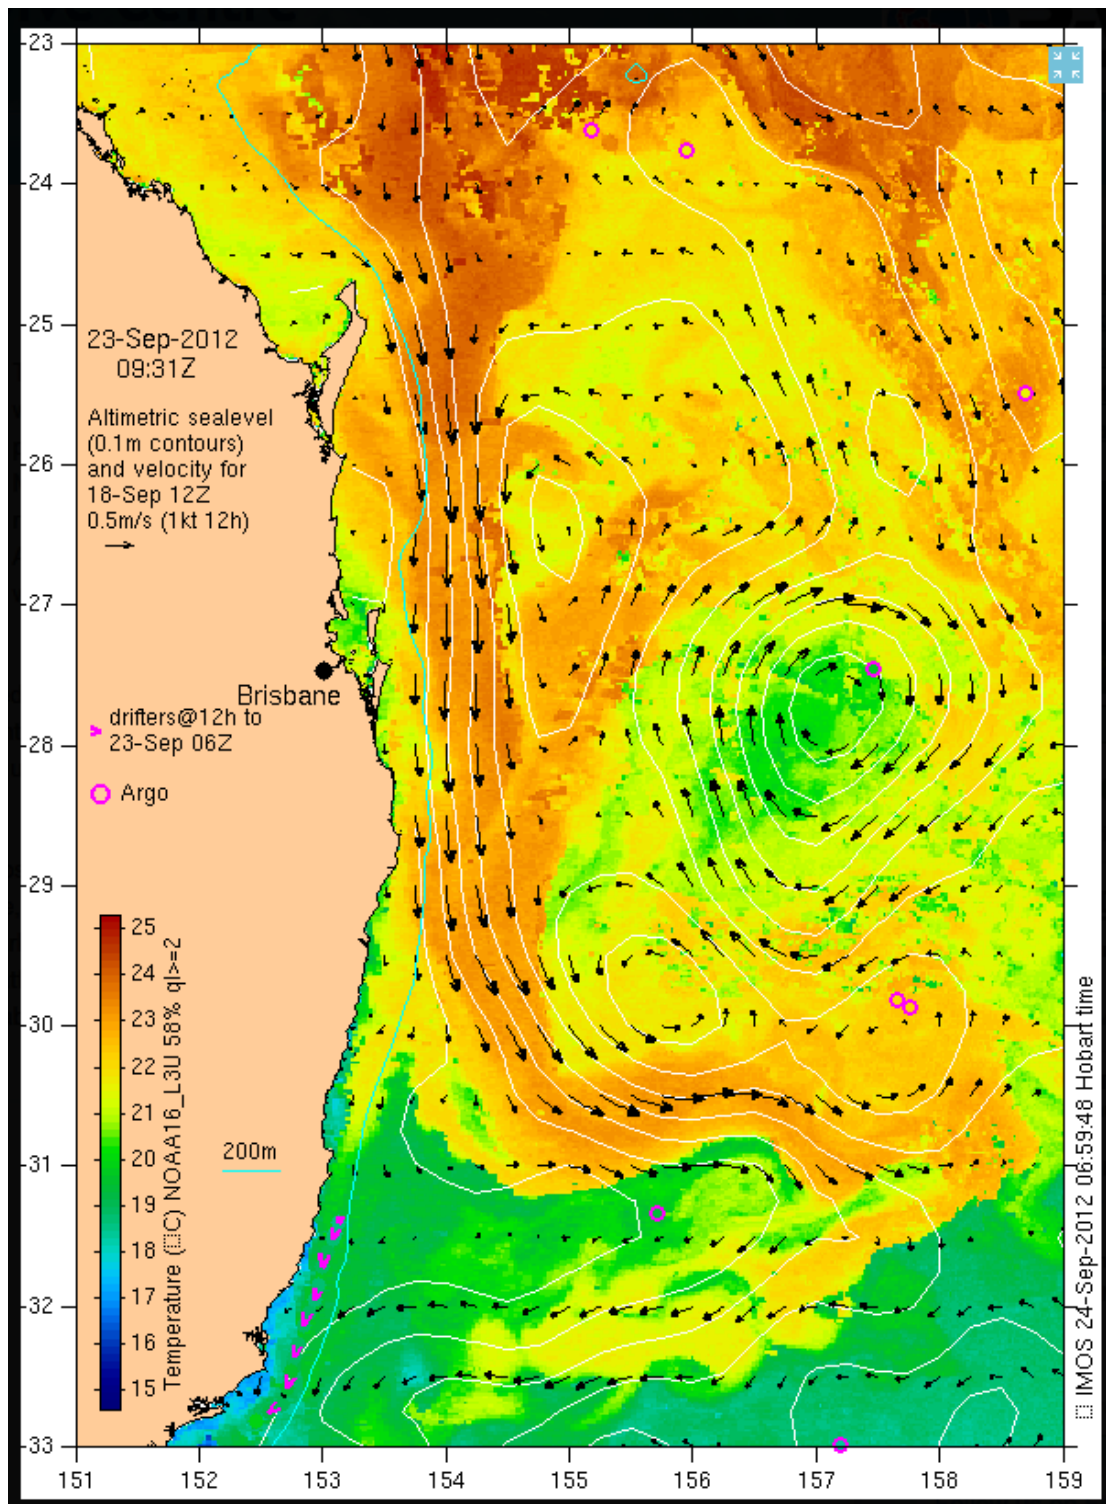 -23
-24
-25
-26
-27
-28
-29
-30
-31
-32
-33
23-Sep-2012
09:31Z
Altimetric sealevel
(0.1m contours)
and velocity for
18-Sep 12Z
0.5m/s (1kt 12h)
Brisbane
drifters@12h to
23-Sep 06Z
Argo
25
24
23
22
21
20
19
18
17
16
15
Temperature (□C) NOAA16_L3U 58% ql>=2
200m
□ IMOS 24-Sep-2012 06:59:48 Hobart time
151 152 153 154 155 156 157 158 159